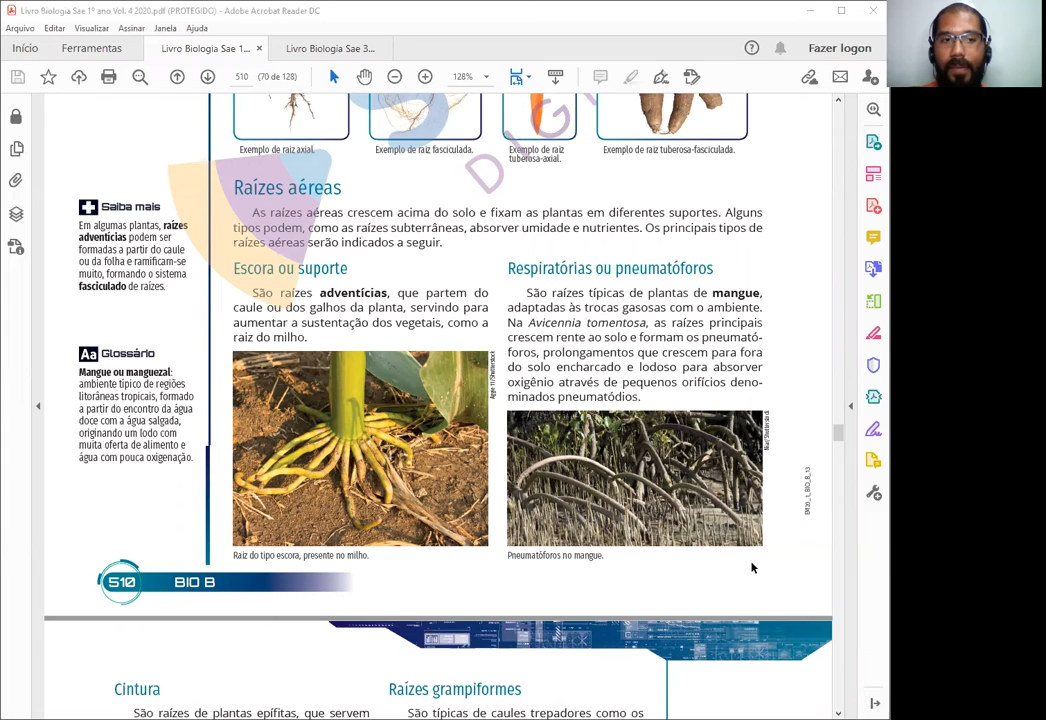 Livro Biologia Sae 1º ano Vol. 4 2020.pdf (PROTEGIDO) - Adobe Acrobat Reader DC
Arquivo Editar Visualizar Assinar Janela Ajuda
Início Ferramentas Livro Biologia Sae 1... × Livro Biologia Sae 3... Fazer logon
510 (70 de 128) 128%
DIG
Exemplo de raiz axial.
Exemplo de raiz fasciculada.
Exemplo de raiz
tuberosa-axial.
Exemplo de raiz tuberosa-fasciculada.
Raízes aéreas
As raízes aéreas crescem acima do solo e fixam as plantas em diferentes suportes. Alguns
tipos podem, como as raízes subterrâneas, absorver umidade e nutrientes. Os principais tipos de
raízes aéreas serão indicados a seguir.
Saiba mais
Em algumas plantas, raízes
adventícias podem ser
formadas a partir do caule
ou da folha e ramificam-se
muito, formando o sistema
fasciculado de raízes.
Aa Glossário
Mangue ou manguezal:
ambiente típico de regiões
litorâneas tropicais, formado
a partir do encontro da água
doce com a água salgada,
originando um lodo com
muita oferta de alimento e
água com pouca oxigenação.
Escora ou suporte
São raízes adventícias, que partem do
caule ou dos galhos da planta, servindo para
aumentar a sustentação dos vegetais, como a
raiz do milho.
Raiz do tipo escora, presente no milho.
Respiratórias ou pneumatóforos
São raízes típicas de plantas de mangue,
adaptadas às trocas gasosas com o ambiente.
Na Avicennia tomentosa, as raízes principais
crescem rente ao solo e formam os pneumató-
foros, prolongamentos que crescem para fora
do solo encharcado e lodoso para absorver
oxigênio através de pequenos orifícios deno-
minados pneumatódios.
Pneumatóforos no mangue.
EM20_1_BIO_B_13
510 BIO B
Cintura
São raízes de plantas epífitas, que servem
Raízes grampiformes
São típicas de caules trepadores como os